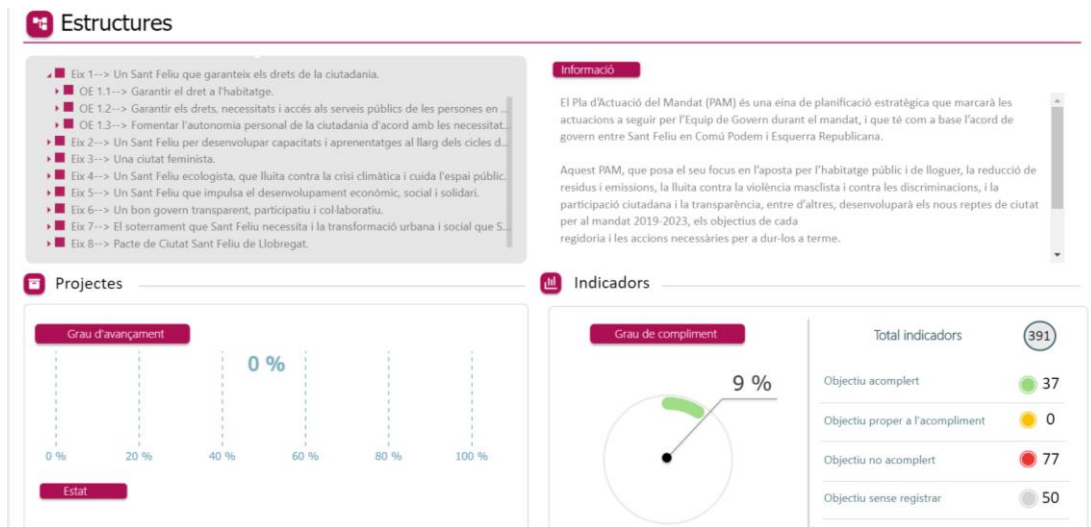 Estructures
Eix 1--> Un Sant Feliu que garanteix els drets de la ciutadania.
OE 1.1--> Garantir el dret a l'habitatge.
OE 1.2--> Garantir els drets, necessitats i accés als serveis públics de les persones en ...
OE 1.3--> Fomentar l'autonomia personal de la ciutadania d'acord amb les necessitat...
Eix 2--> Un Sant Feliu per desenvolupar capacitats i aprenentatges al llarg dels cicles d...
Eix 3--> Una ciutat feminista.
Eix 4--> Un Sant Feliu ecologista, que lluita contra la crisi climàtica i cuida l'espai públic.
Eix 5--> Un Sant Feliu que impulsa el desenvolupament econòmic, social i solidari.
Eix 6--> Un bon govern transparent, participatiu i col·laboratiu.
Eix 7--> El soterrament que Sant Feliu necessita i la transformació urbana i social que S...
Eix 8--> Pacte de Ciutat Sant Feliu de Llobregat.
Informació
El Pla d'Actuació del Mandat (PAM) és una eina de planificació estratègica que marcarà les
actuacions a seguir per l'Equip de Govern durant el mandat, i que té com a base l'acord de
govern entre Sant Feliu en Comú Podem i Esquerra Republicana.
Aquest PAM, que posa el seu focus en l'aposta per l'habitatge públic i de lloguer, la reducció de
residus i emissions, la lluita contra la violència masclista i contra les discriminacions, i la
participació ciutadana i la transparència, entre d'altres, desenvoluparà els nous reptes de ciutat
per al mandat 2019-2023, els objectius de cada
regidoria i les accions necessàries per a dur-los a terme.
Projectes
Grau d'avançament
0 %
0 % 20 % 40 % 60 % 80 % 100 %
Estat
Indicadors
Grau de compliment
9 %
Total indicadors 391
Objectiu acomplert 37
Objectiu proper a l'acompliment 0
Objectiu no acomplert 77
Objectiu sense registrar 50